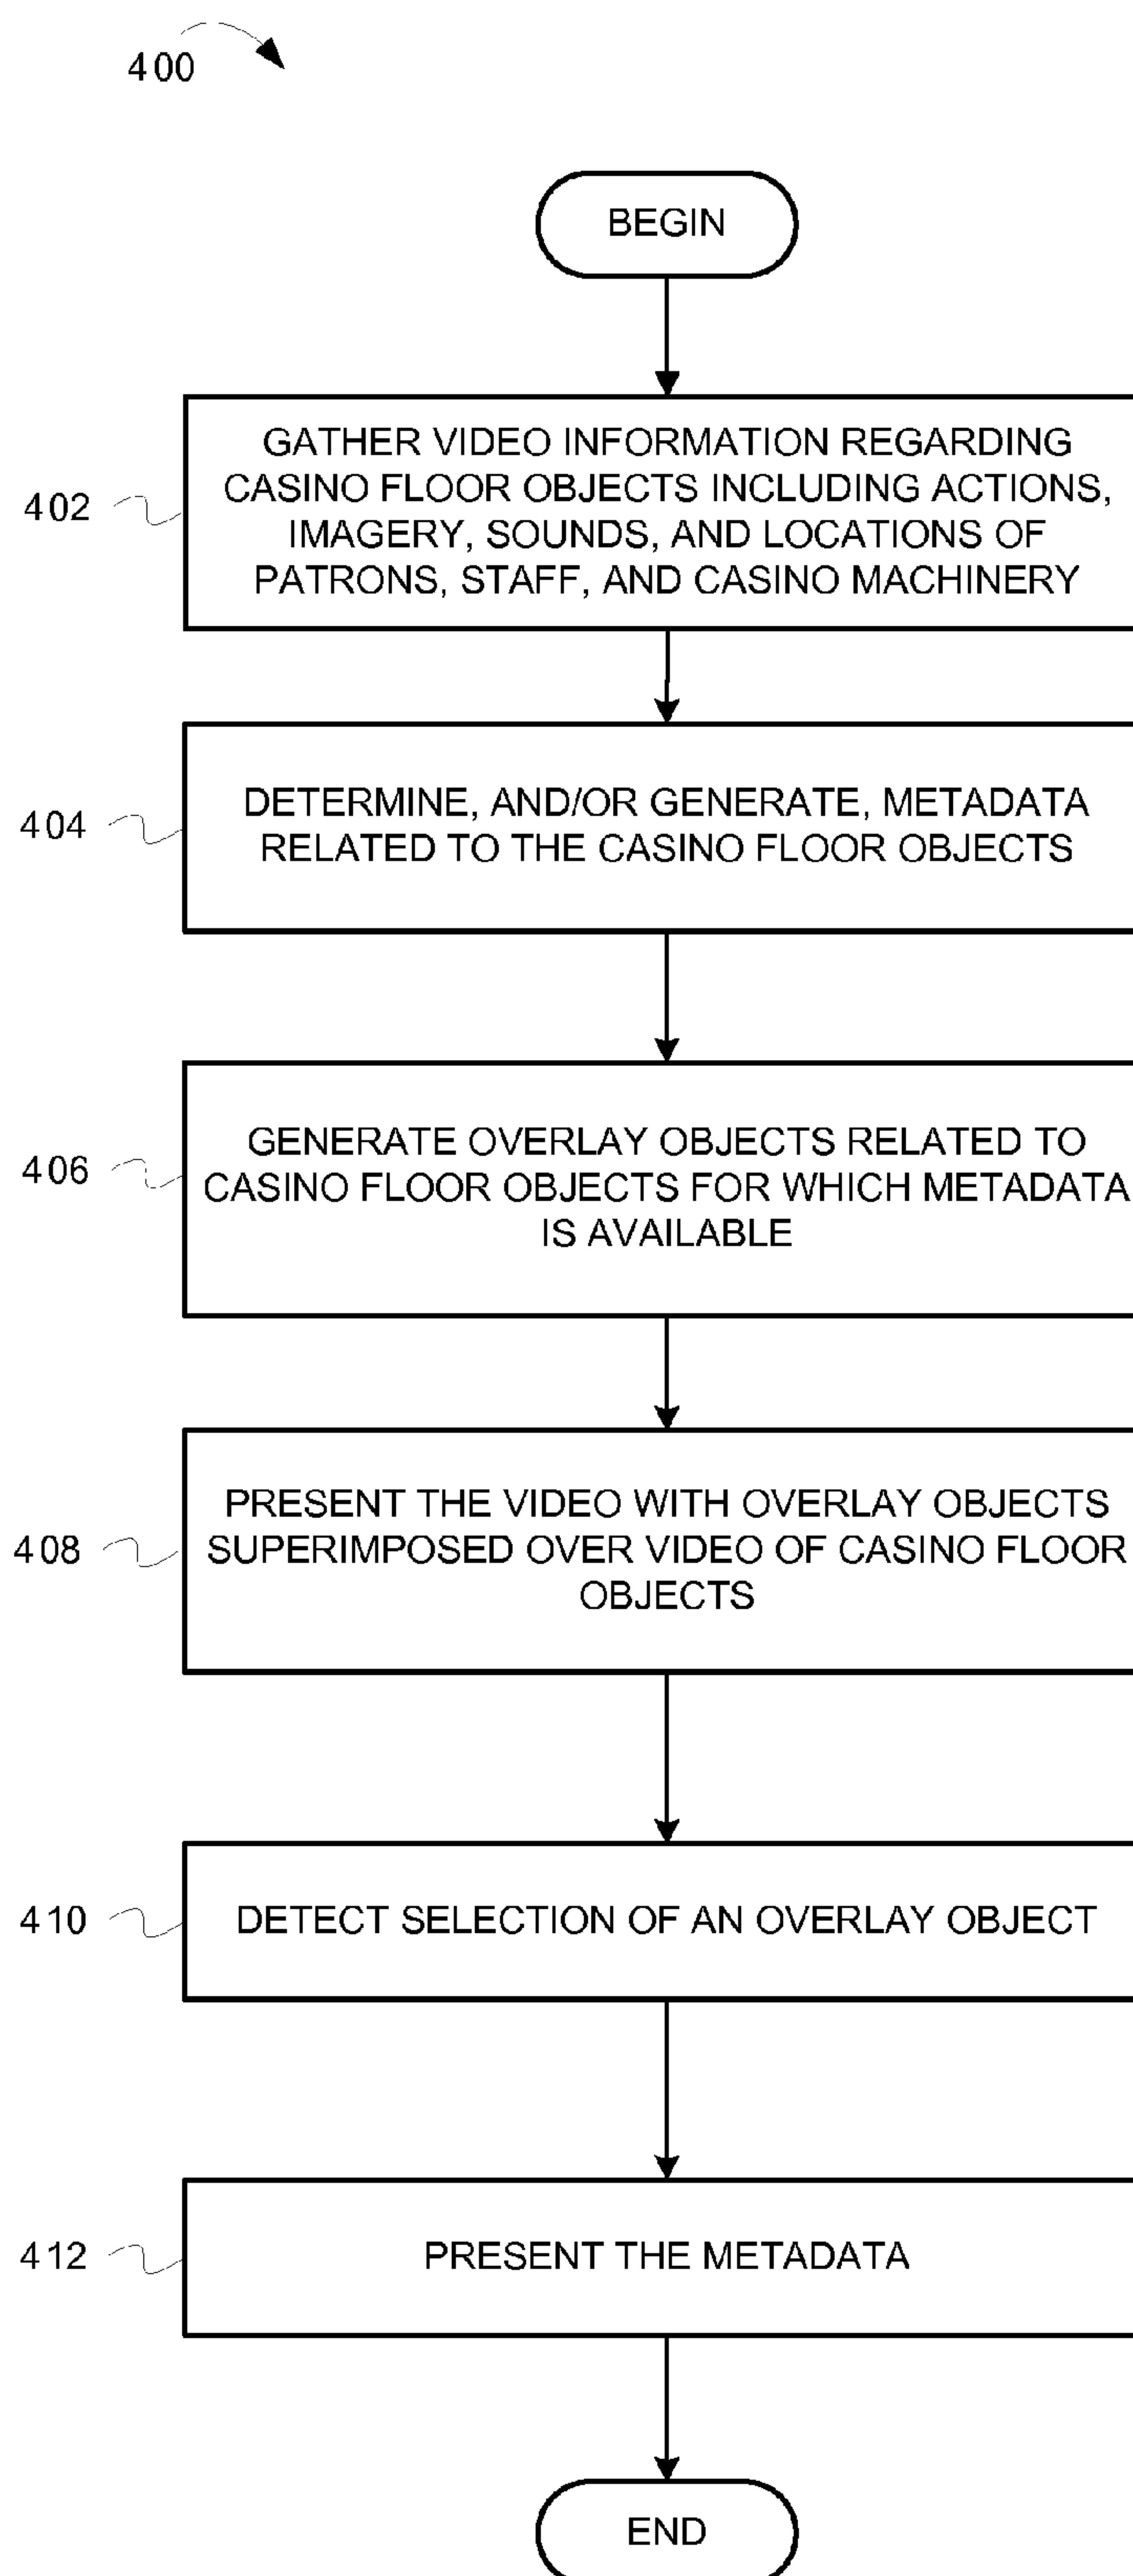 400
BEGIN
402
GATHER VIDEO INFORMATION REGARDING
CASINO FLOOR OBJECTS INCLUDING ACTIONS,
IMAGERY, SOUNDS, AND LOCATIONS OF
PATRONS, STAFF, AND CASINO MACHINERY
404
DETERMINE, AND/OR GENERATE, METADATA
RELATED TO THE CASINO FLOOR OBJECTS
406
GENERATE OVERLAY OBJECTS RELATED TO
CASINO FLOOR OBJECTS FOR WHICH METADATA
IS AVAILABLE
408
PRESENT THE VIDEO WITH OVERLAY OBJECTS
SUPERIMPOSED OVER VIDEO OF CASINO FLOOR
OBJECTS
410
DETECT SELECTION OF AN OVERLAY OBJECT
412
PRESENT THE METADATA
END